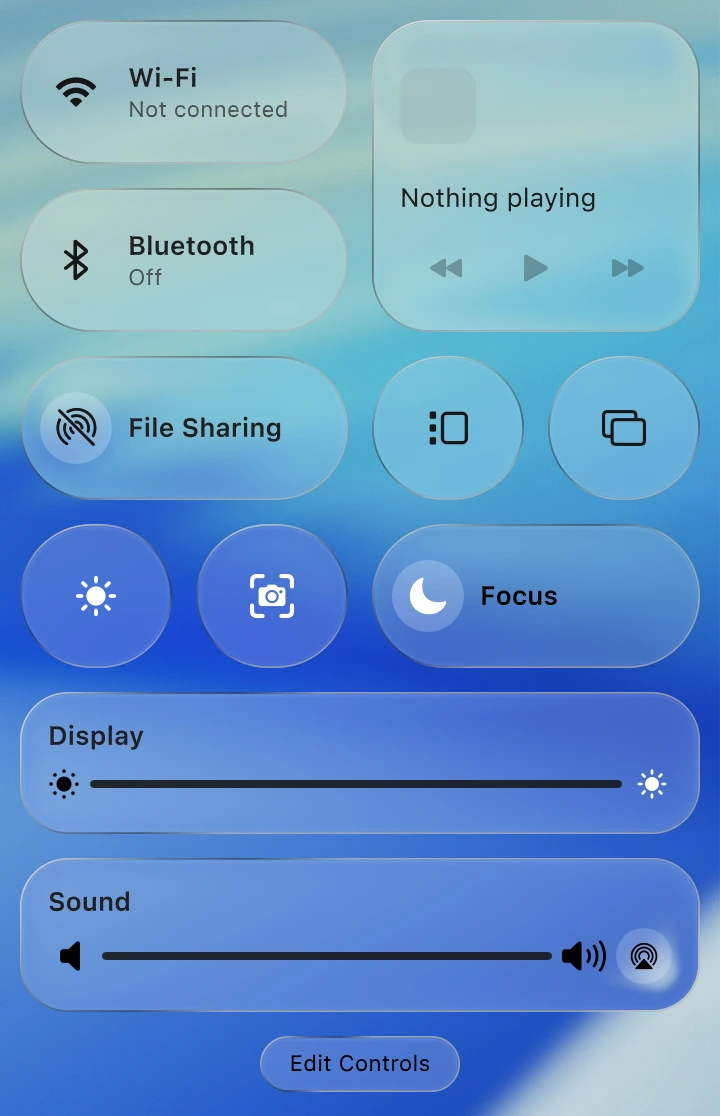 Wi-Fi
Not connected
Nothing playing
Bluetooth
Off
File Sharing
Focus
Display
Sound
Edit Controls